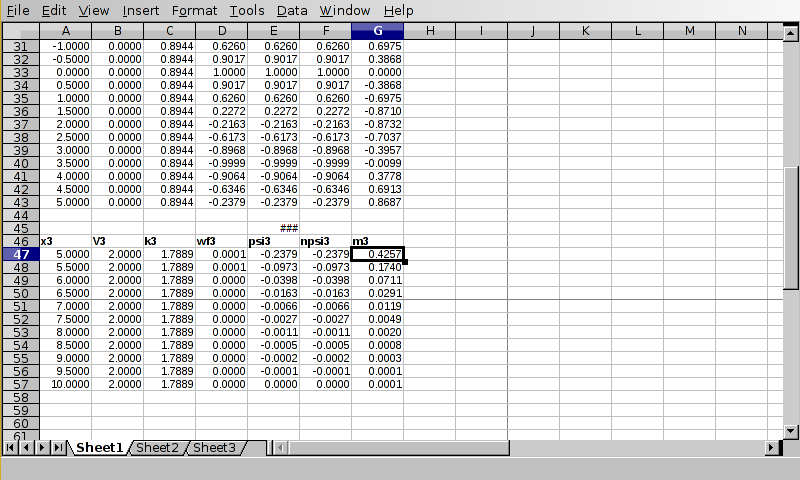 File Edit View Insert Format Tools Data Window Help
A B C D E F G H I J K L M N
31 -1.0000 0.0000 0.8944 0.6260 0.6260 0.6260 0.6975
32 -0.5000 0.0000 0.8944 0.9017 0.9017 0.9017 0.3868
33 0.0000 0.0000 0.8944 1.0000 1.0000 1.0000 0.0000
34 0.5000 0.0000 0.8944 0.9017 0.9017 0.9017 -0.3868
35 1.0000 0.0000 0.8944 0.6260 0.6260 0.6260 -0.6975
36 1.5000 0.0000 0.8944 0.2272 0.2272 0.2272 -0.8710
37 2.0000 0.0000 0.8944 -0.2163 -0.2163 -0.2163 -0.8732
38 2.5000 0.0000 0.8944 -0.6173 -0.6173 -0.6173 -0.7037
39 3.0000 0.0000 0.8944 -0.8968 -0.8968 -0.8968 -0.3957
40 3.5000 0.0000 0.8944 -0.9999 -0.9999 -0.9999 -0.0099
41 4.0000 0.0000 0.8944 -0.9064 -0.9064 -0.9064 0.3778
42 4.5000 0.0000 0.8944 -0.6346 -0.6346 -0.6346 0.6913
43 5.0000 0.0000 0.8944 -0.2379 -0.2379 -0.2379 0.8687
44
45 ###
46 x3 V3 k3 wf3 psi3 npsi3 m3
47 5.0000 2.0000 1.7889 0.0001 -0.2379 -0.2379 0.4257
48 5.5000 2.0000 1.7889 0.0001 -0.0973 -0.0973 0.1740
49 6.0000 2.0000 1.7889 0.0000 -0.0398 -0.0398 0.0711
50 6.5000 2.0000 1.7889 0.0000 -0.0163 -0.0163 0.0291
51 7.0000 2.0000 1.7889 0.0000 -0.0066 -0.0066 0.0119
52 7.5000 2.0000 1.7889 0.0000 -0.0027 -0.0027 0.0049
53 8.0000 2.0000 1.7889 0.0000 -0.0011 -0.0011 0.0020
54 8.5000 2.0000 1.7889 0.0000 -0.0005 -0.0005 0.0008
55 9.0000 2.0000 1.7889 0.0000 -0.0002 -0.0002 0.0003
56 9.5000 2.0000 1.7889 0.0000 -0.0001 -0.0001 0.0001
57 10.0000 2.0000 1.7889 0.0000 0.0000 0.0000 0.0001
58
59
60
61
Sheet1 Sheet2 Sheet3